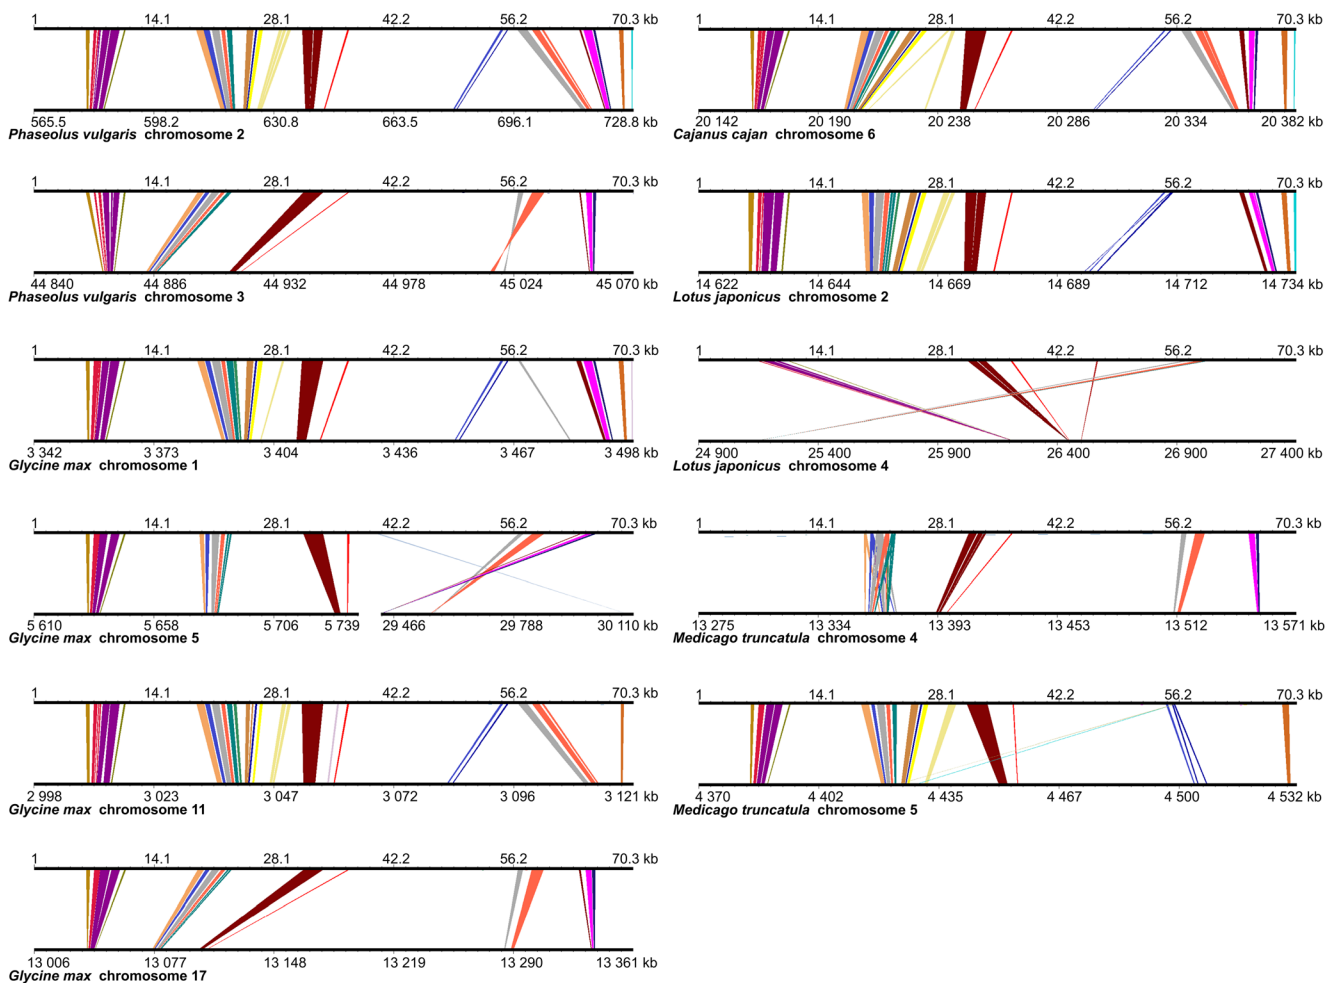 1 14.1 28.1 42.2 56.2 70.3 kb
565.5 598.2 630.8 663.5 696.1 728.8 kb
Phaseolus vulgaris chromosome 2
1 14.1 28.1 42.2 56.2 70.3 kb
44 840 44 886 44 932 44 978 45 024 45 070 kb
Phaseolus vulgaris chromosome 3
1 14.1 28.1 42.2 56.2 70.3 kb
3 342 3 373 3 404 3 436 3 467 3 498 kb
Glycine max chromosome 1
1 14.1 28.1 42.2 56.2 70.3 kb
5 610 5 658 5 706 5 739 29 466 29 788 30 110 kb
Glycine max chromosome 5
1 14.1 28.1 42.2 56.2 70.3 kb
2 998 3 023 3 047 3 072 3 096 3 121 kb
Glycine max chromosome 11
1 14.1 28.1 42.2 56.2 70.3 kb
13 006 13 077 13 148 13 219 13 290 13 361 kb
Glycine max chromosome 17
1 14.1 28.1 42.2 56.2 70.3 kb
20 142 20 190 20 238 20 286 20 334 20 382 kb
Cajanus cajan chromosome 6
1 14.1 28.1 42.2 56.2 70.3 kb
14 622 14 644 14 669 14 689 14 712 14 734 kb
Lotus japonicus chromosome 2
1 14.1 28.1 42.2 56.2 70.3 kb
24 900 25 400 25 900 26 400 26 900 27 400 kb
Lotus japonicus chromosome 4
1 14.1 28.1 42.2 56.2 70.3 kb
13 275 13 334 13 393 13 453 13 512 13 571 kb
Medicago truncatula chromosome 4
1 14.1 28.1 42.2 56.2 70.3 kb
4 370 4 402 4 435 4 467 4 500 4 532 kb
Medicago truncatula chromosome 5